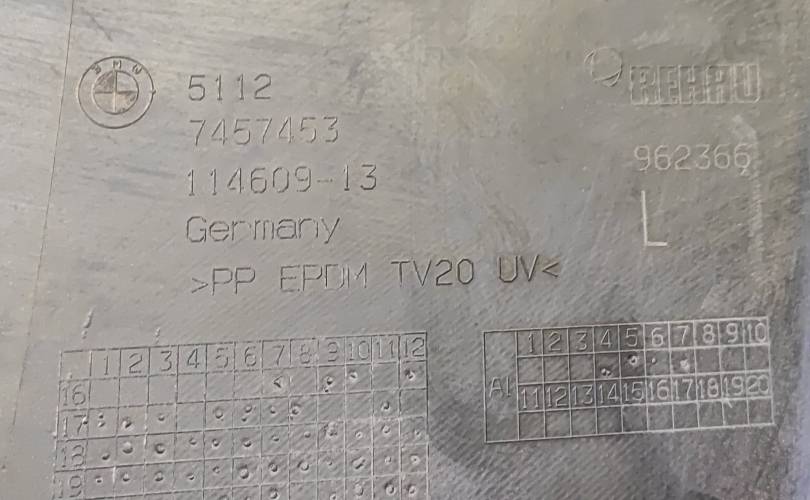 BMW
5112
7457453
114609-13
Germany
>PP EPDM TV20 UV<
REHAU
962366
L
1 2 3 4 5 6 7 8 9 10 11 12
16
17
18
19
1 2 3 4 5 6 7 8 9 10
AI
11 12 13 14 15 16 17 18 19 20